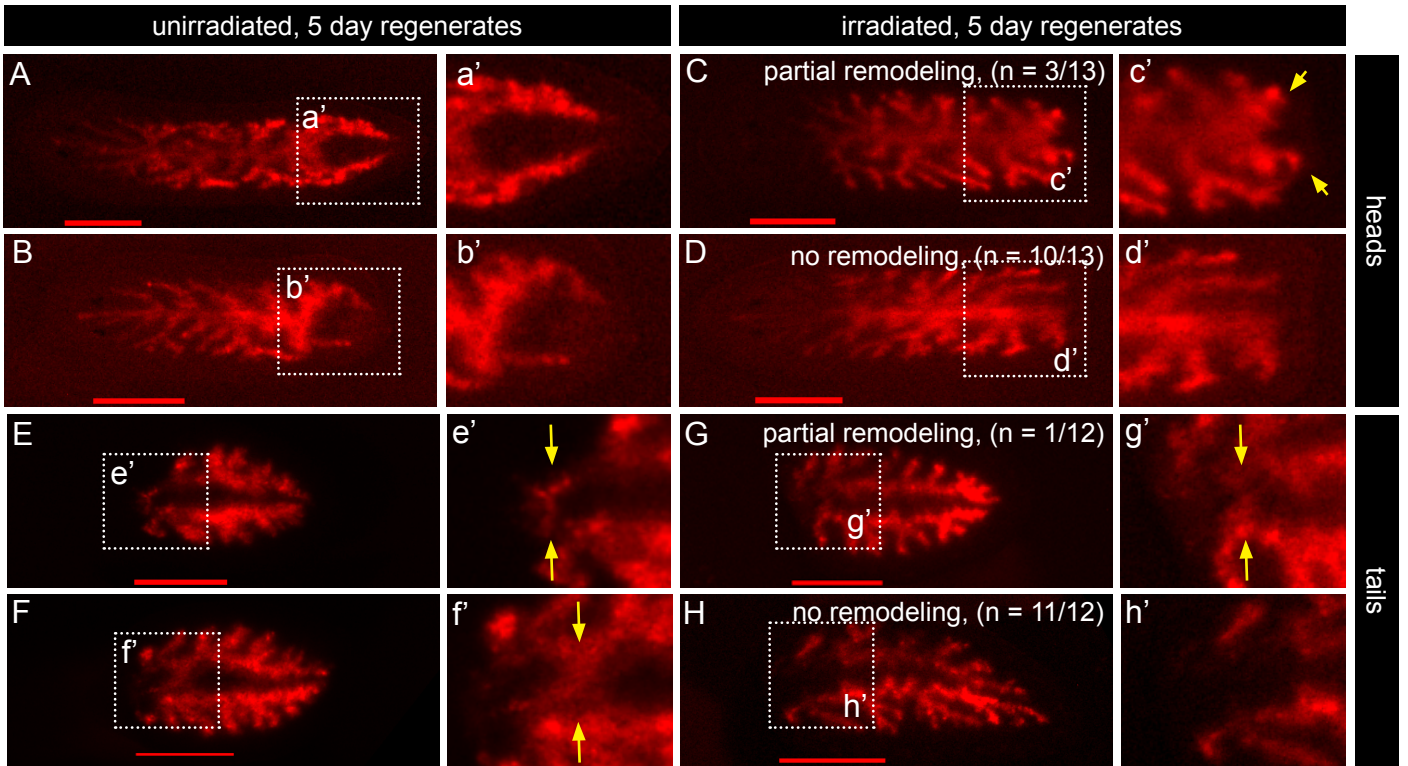 unirradiated, 5 day regenerates
irradiated, 5 day regenerates
A
a’
a’
C
partial remodeling, (n = 3/13)
c’
c’
heads
B
b’
b’
D
no remodeling, (n = 10/13)
d’
d’
E
e’
e’
G
partial remodeling, (n = 1/12)
g’
g’
tails
F
f’
f’
H
no remodeling, (n = 11/12)
h’
h’